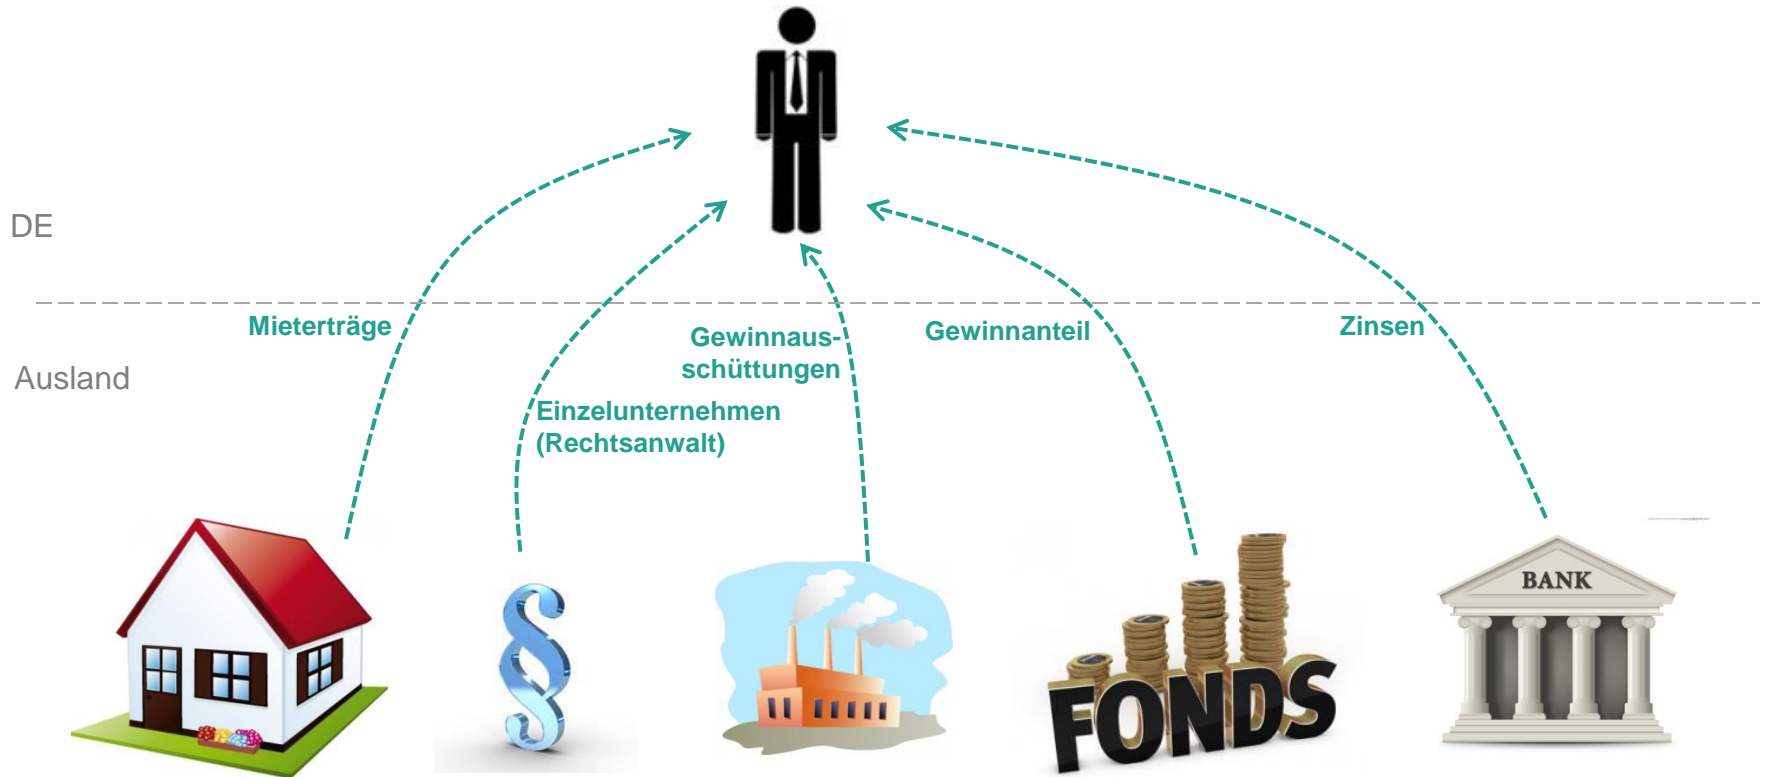 DE
Mieterträge
Gewinnaus-
schüttungen
Gewinnanteil
Zinsen
Ausland
Einzelunternehmen
(Rechtsanwalt)
BANK
FONDS